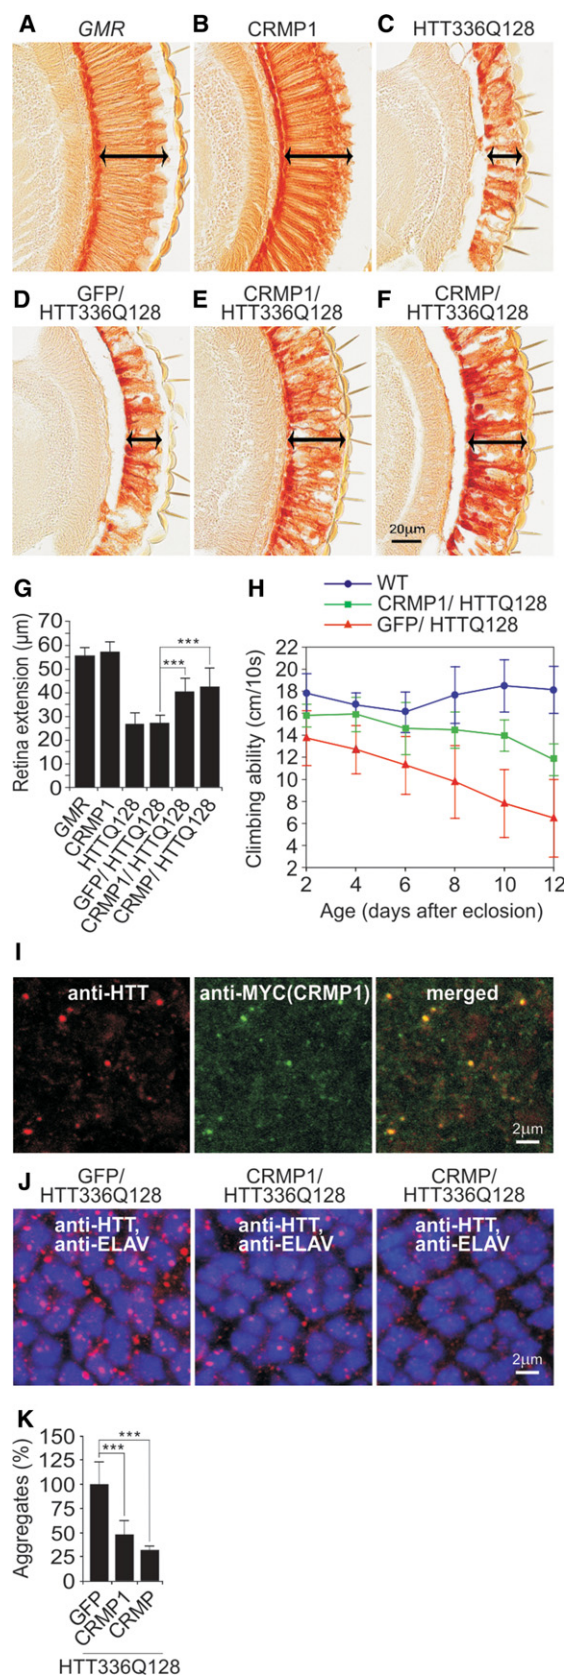 A GMR
B CRMP1
C HTT336Q128
D GFP/
HTT336Q128
E CRMP1/
HTT336Q128
F CRMP/
HTT336Q128
20μm
G
Retina extension (μm)
70
60
50
40
30
20
10
0
***
***
GMR
CRMP1
HTTQ128
GFP/ HTTQ128
CRMP1/ HTTQ128
CRMP/ HTTQ128
H
WT
CRMP1/ HTTQ128
GFP/ HTTQ128
Climbing ability (cm/10s)
22
20
18
16
14
12
10
8
6
4
2
2 4 6 8 10 12
Age (days after eclosion)
I
anti-HTT
anti-MYC(CRMP1)
merged
2μm
J
GFP/
HTT336Q128
CRMP1/
HTT336Q128
CRMP/
HTT336Q128
anti-HTT,
anti-ELAV
anti-HTT,
anti-ELAV
anti-HTT,
anti-ELAV
2μm
K
Aggregates (%)
150
125
100
75
50
25
0
***
***
GFP
CRMP1
CRMP
HTT336Q128